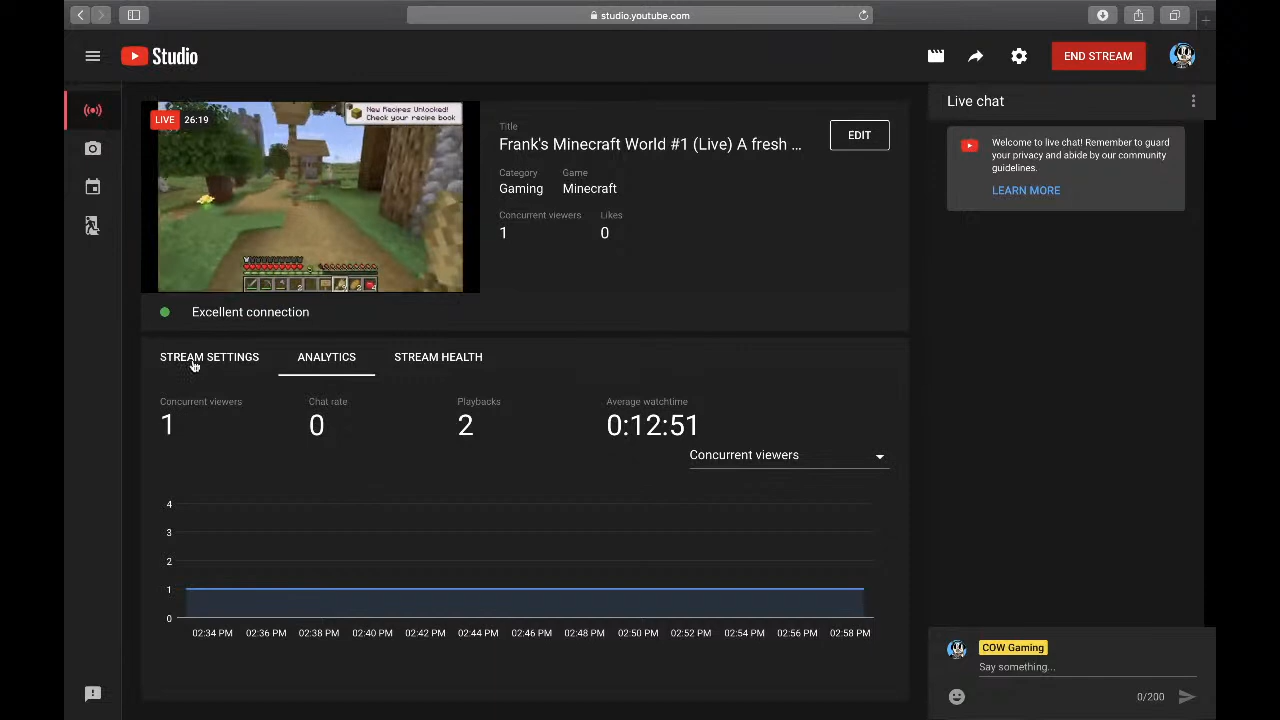 studio.youtube.com
Studio
END STREAM
LIVE 26:19
New Recipes Unlocked!
Check your recipe book
Title
Frank's Minecraft World #1 (Live) A fresh ...
EDIT
Category Game
Gaming Minecraft
Concurrent viewers Likes
1 0
Excellent connection
STREAM SETTINGS ANALYTICS STREAM HEALTH
Concurrent viewers Chat rate Playbacks Average watchtime
1 0 2 0:12:51
Concurrent viewers
4
3
2
1
0
02:34 PM 02:36 PM 02:38 PM 02:40 PM 02:42 PM 02:44 PM 02:46 PM 02:48 PM 02:50 PM 02:52 PM 02:54 PM 02:56 PM 02:58 PM
Live chat
Welcome to live chat! Remember to guard
your privacy and abide by our community
guidelines.
LEARN MORE
COW Gaming
Say something...
0/200